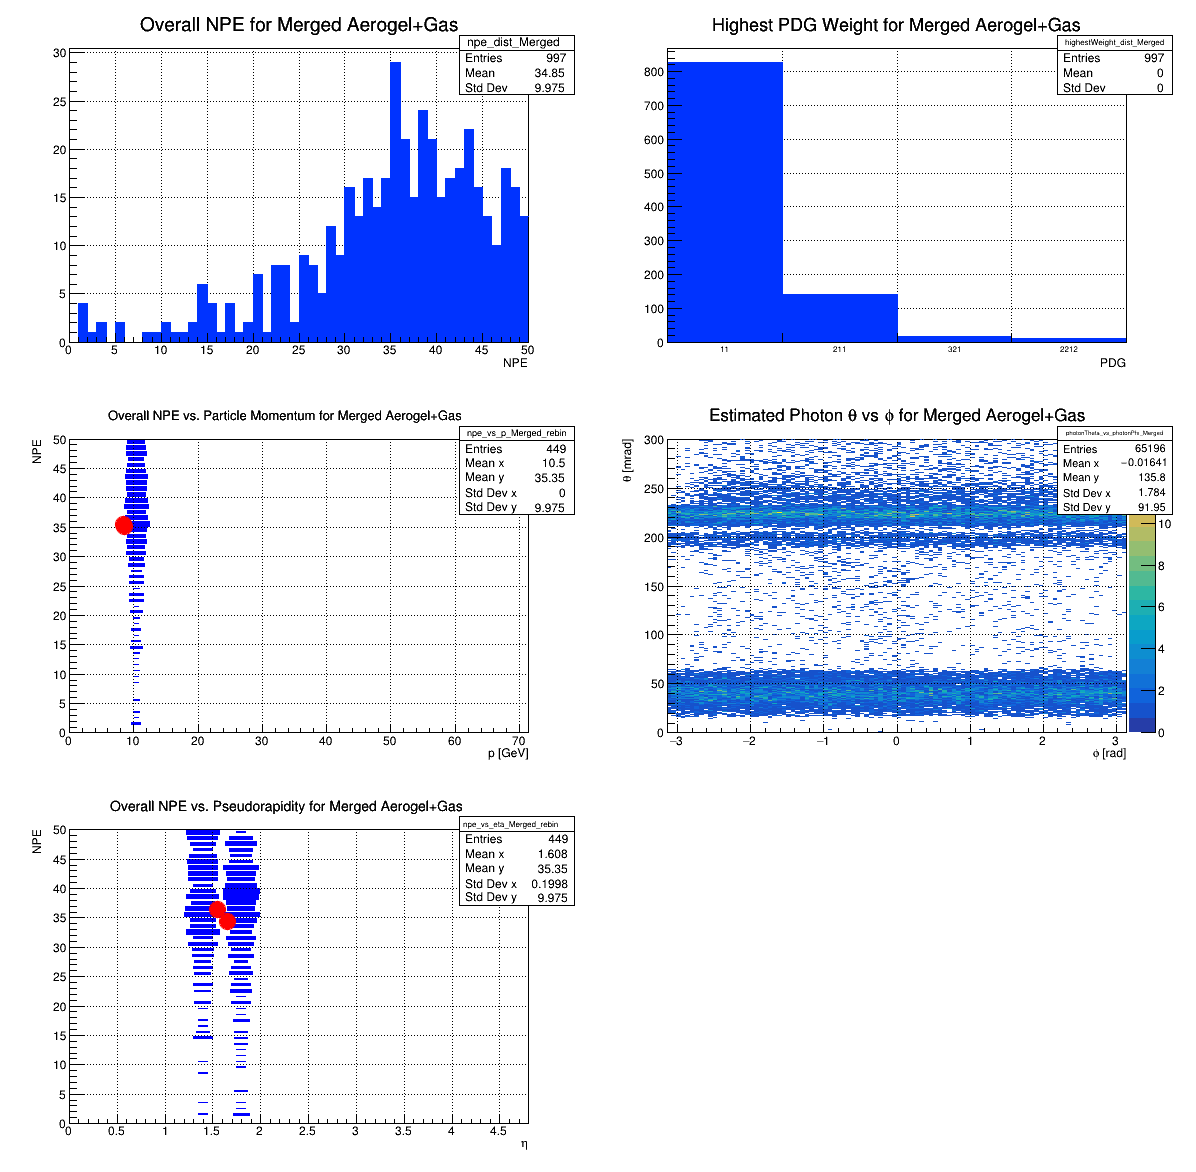 Overall NPE for Merged Aerogel+Gas
npe_dist_Merged
Entries 997
Mean 34.85
Std Dev 9.975
30
25
20
15
10
5
0
0 5 10 15 20 25 30 35 40 45 50
NPE
Highest PDG Weight for Merged Aerogel+Gas
highestWeight_dist_Merged
Entries 997
Mean 0
Std Dev 0
800
700
600
500
400
300
200
100
0
11 211 321 2212
PDG
Overall NPE vs. Particle Momentum for Merged Aerogel+Gas
npe_vs_p_Merged_rebin
Entries 449
Mean x 10.5
Mean y 35.35
Std Dev x 0
Std Dev y 9.975
NPE
50
45
40
35
30
25
20
15
10
5
0
0 10 20 30 40 50 60 70
p [GeV]
Estimated Photon θ vs ϕ for Merged Aerogel+Gas
photonTheta_vs_photonPhi_Merged
Entries 65196
Mean x −0.01641
Mean y 135.8
Std Dev x 1.784
Std Dev y 91.95
θ [mrad]
300
250
200
150
100
50
0
−3 −2 −1 0 1 2 3
ϕ [rad]
10
8
6
4
2
0
Overall NPE vs. Pseudorapidity for Merged Aerogel+Gas
npe_vs_eta_Merged_rebin
Entries 449
Mean x 1.608
Mean y 35.35
Std Dev x 0.1998
Std Dev y 9.975
NPE
50
45
40
35
30
25
20
15
10
5
0
0 0.5 1 1.5 2 2.5 3 3.5 4 4.5
η